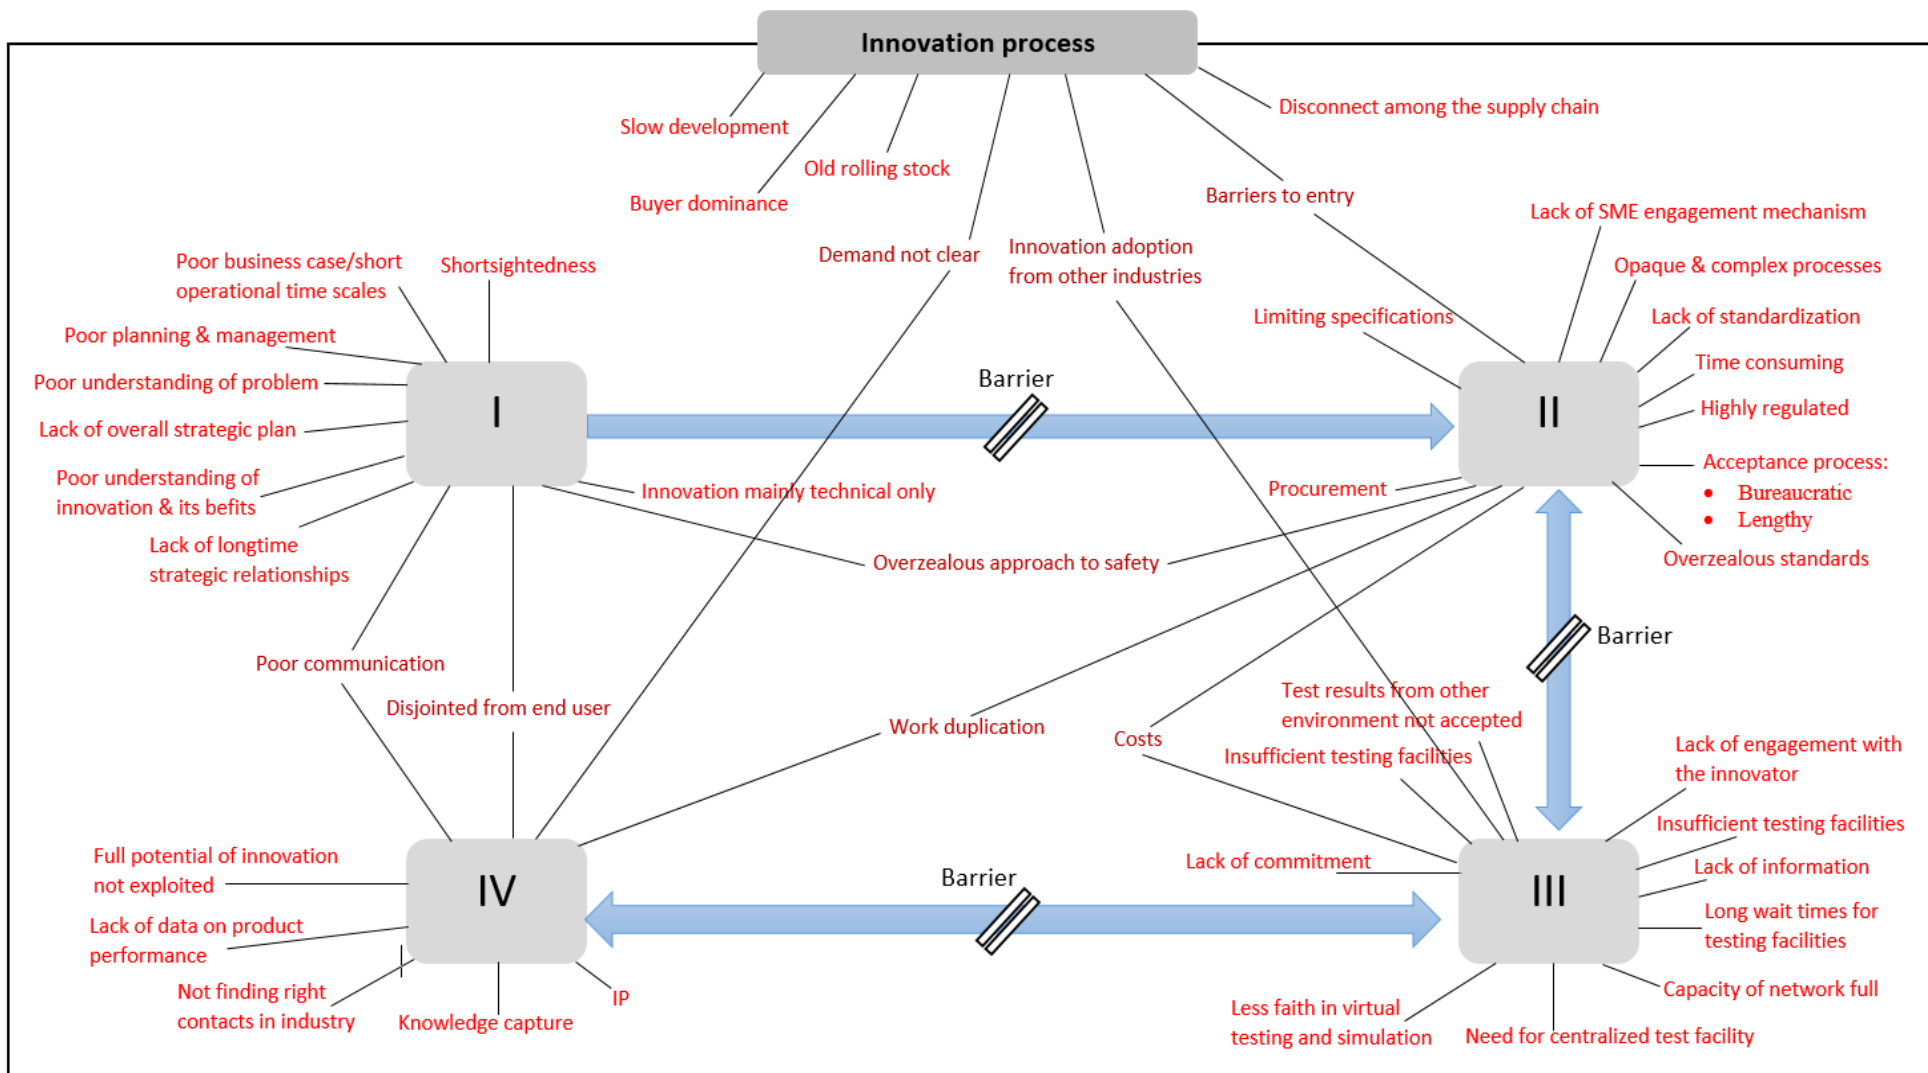 Innovation process
Slow development
Disconnect among the supply chain
Old rolling stock
Buyer dominance
Barriers to entry
Demand not clear
Innovation adoption
from other industries
Poor business case/short
operational time scales
Shortsightedness
Poor planning & management
Poor understanding of problem
Lack of overall strategic plan
Poor understanding of
innovation & its befits
Lack of longtime
strategic relationships
I
Innovation mainly technical only
Barrier
Lack of SME engagement mechanism
Opaque & complex processes
Limiting specifications
Lack of standardization
Time consuming
Highly regulated
II
Acceptance process:
• Bureaucratic
• Lengthy
Procurement
Overzealous standards
Overzealous approach to safety
Barrier
Poor communication
Disjointed from end user
Work duplication
Costs
Test results from other
environment not accepted
Insufficient testing facilities
Lack of engagement with
the innovator
Insufficient testing facilities
Lack of commitment
Lack of information
III
Long wait times for
testing facilities
Capacity of network full
Less faith in virtual
testing and simulation
Need for centralized test facility
Barrier
Full potential of innovation
not exploited
IV
Lack of data on product
performance
Not finding right
contacts in industry
Knowledge capture
IP